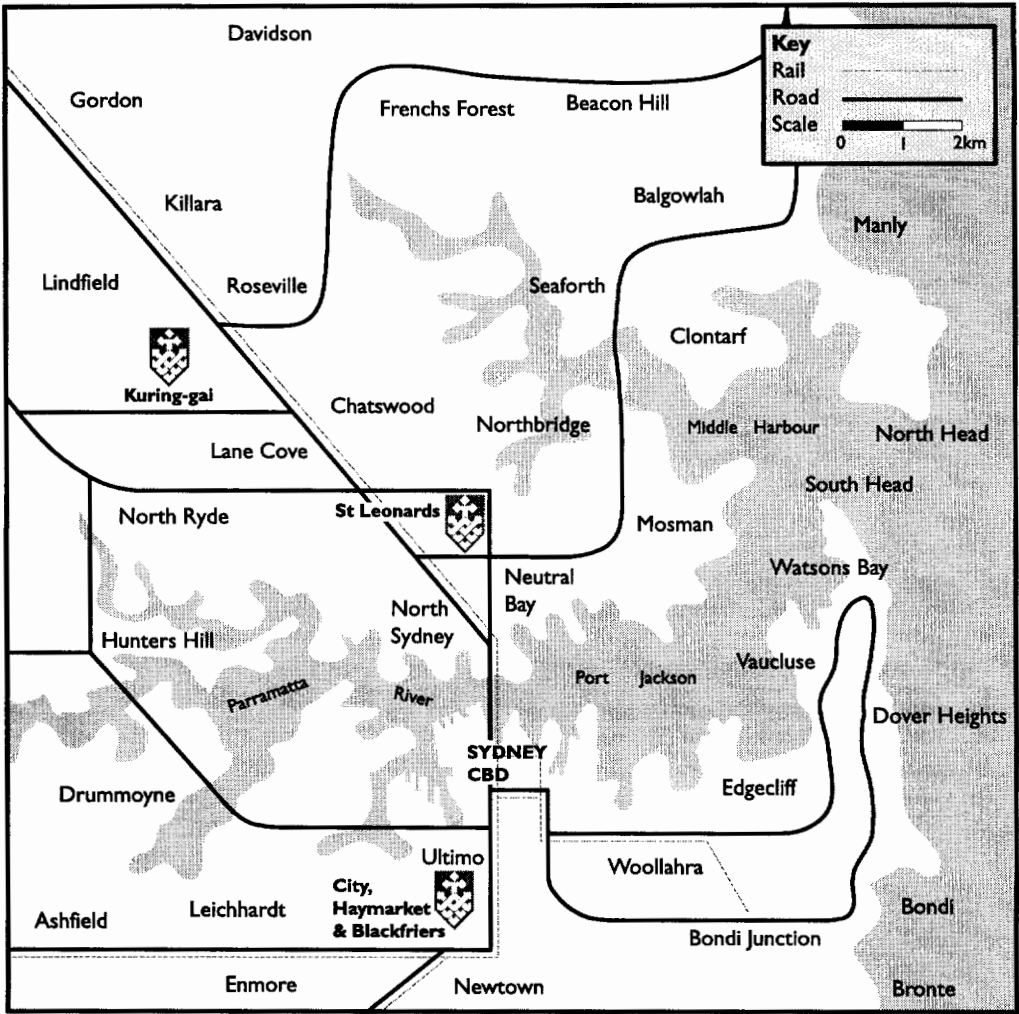 Davidson
Key
Rail
Road
Scale
0 1 2km
Gordon
Frenchs Forest
Beacon Hill
Killara
Balgowlah
Manly
Lindfield
Roseville
Seaforth
Clontarf
Kuring-gai
Chatswood
Northbridge
Middle Harbour
North Head
Lane Cove
South Head
North Ryde
St Leonards
Mosman
Watsons Bay
Neutral
Bay
North
Sydney
Hunters Hill
Vaucluse
Parramatta
River
Port Jackson
Dover Heights
SYDNEY
CBD
Edgecliff
Drummoyne
Ultimo
Woollahra
City,
Haymarket
& Blackfriers
Leichhardt
Ashfield
Bondi
Bondi Junction
Enmore
Newtown
Bronte